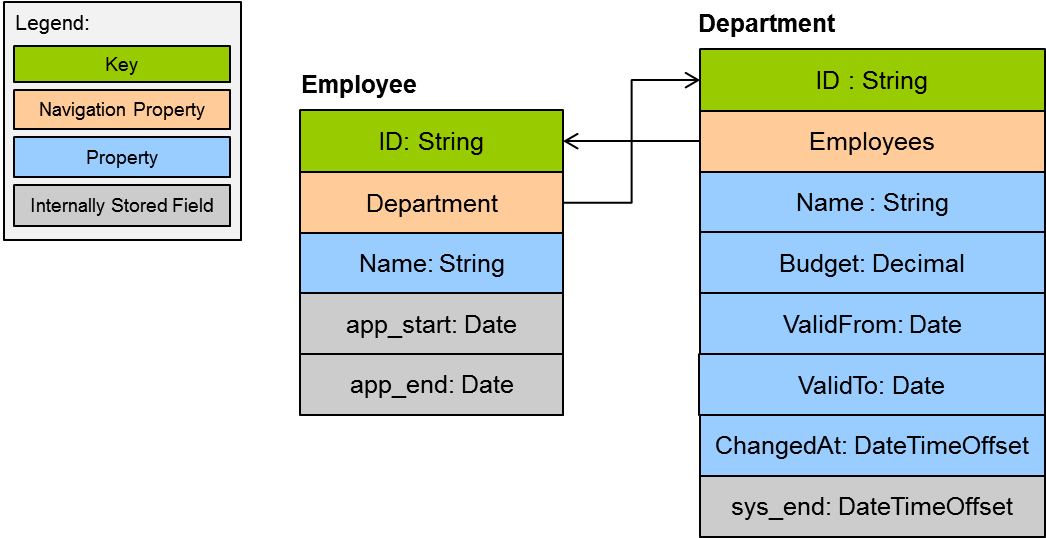 Legend:
Key
Navigation Property
Property
Internally Stored Field
Employee
ID: String
Department
Name: String
app_start: Date
app_end: Date
Department
ID : String
Employees
Name : String
Budget: Decimal
ValidFrom: Date
ValidTo: Date
ChangedAt: DateTimeOffset
sys_end: DateTimeOffset